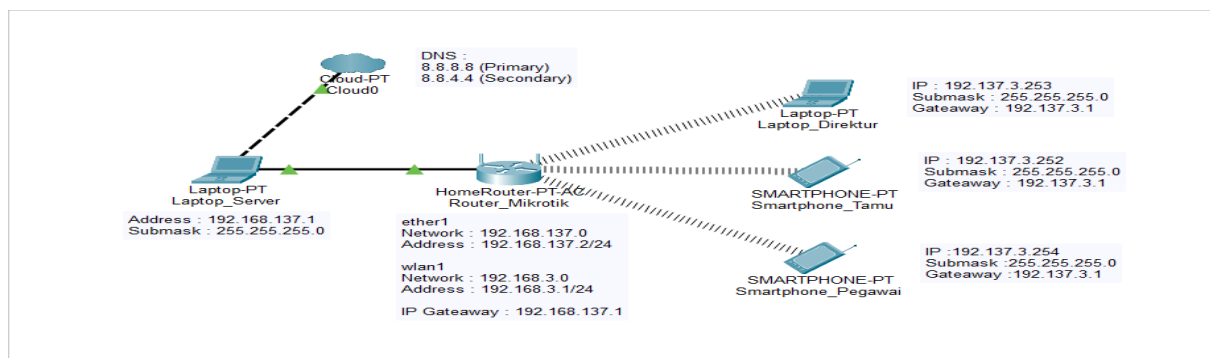 DNS :
8.8.8.8 (Primary)
8.8.4.4 (Secondary)
Cloud-PT
Cloud0
Laptop-PT
Laptop_Server
Address : 192.168.137.1
Submask : 255.255.255.0
HomeRouter-PT-AC
Router_Mikrotik
ether1
Network : 192.168.137.0
Address : 192.168.137.2/24
wlan1
Network : 192.168.3.0
Address : 192.168.3.1/24
IP Gateaway : 192.168.137.1
Laptop-PT
Laptop_Direktur
IP : 192.137.3.253
Submask : 255.255.255.0
Gateaway : 192.137.3.1
SMARTPHONE-PT
Smartphone_Tamu
IP : 192.137.3.252
Submask : 255.255.255.0
Gateaway : 192.137.3.1
SMARTPHONE-PT
Smartphone_Pegawai
IP :192.137.3.254
Submask :255.255.255.0
Gateaway :192.137.3.1